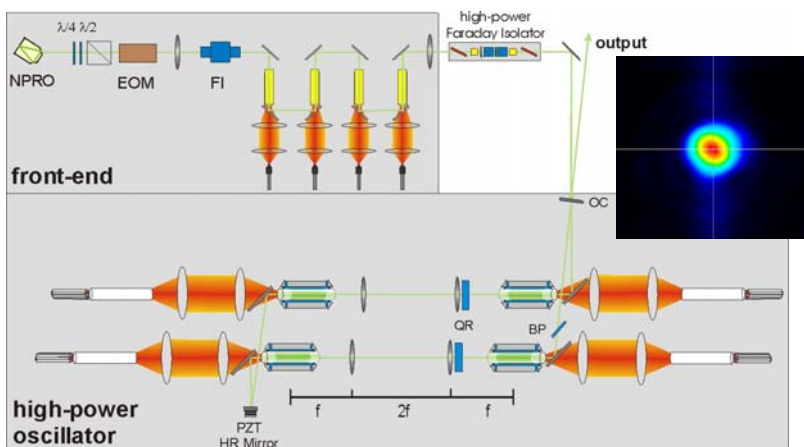 λ/4 λ/2
NPRO
EOM
FI
high-power
Faraday Isolator
output
front-end
OC
QR
BP
f
2f
f
PZT
HR Mirror
high-power
oscillator